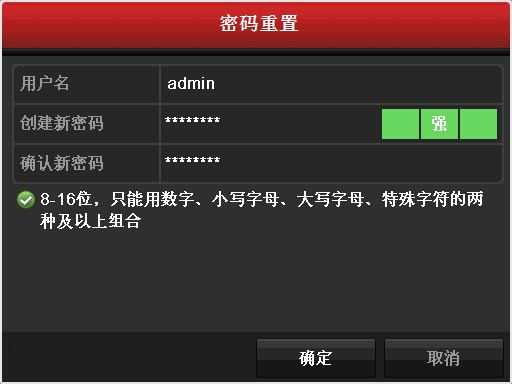 密码重置
用户名 admin
创建新密码 ******** 强
确认新密码 ********
8-16位，只能用数字、小写字母、大写字母、特殊字符的两
种及以上组合
确定 取消